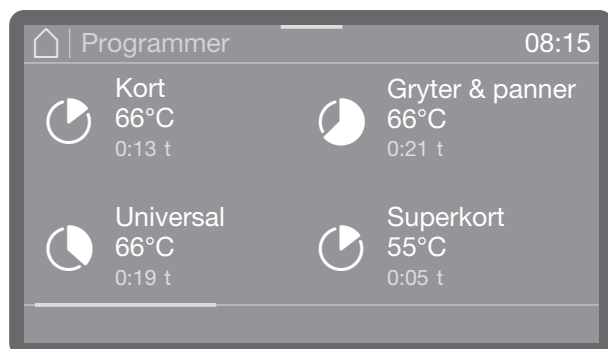 Programmer
08:15
Kort
66°C
0:13 t
Gryter & panner
66°C
0:21 t
Universal
66°C
0:19 t
Superkort
55°C
0:05 t